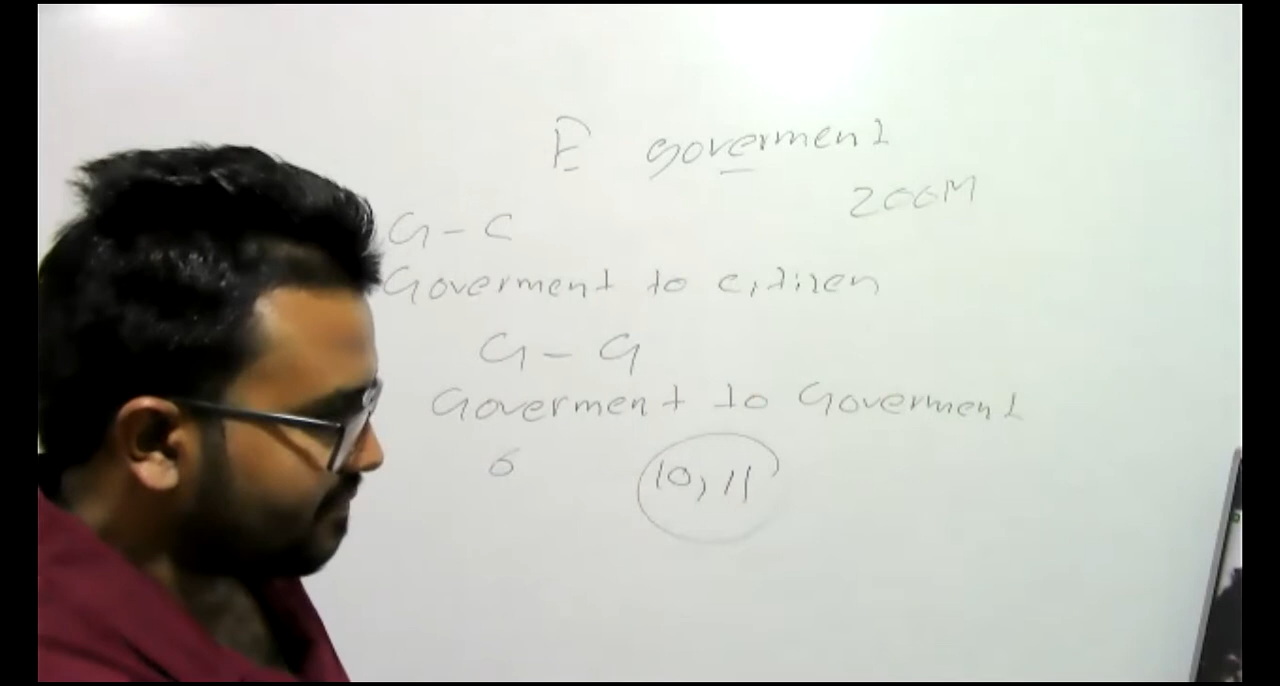 E goverment
ZOOM
G - C
Goverment to citizen
G - G
Goverment to Goverment
6 10, 11